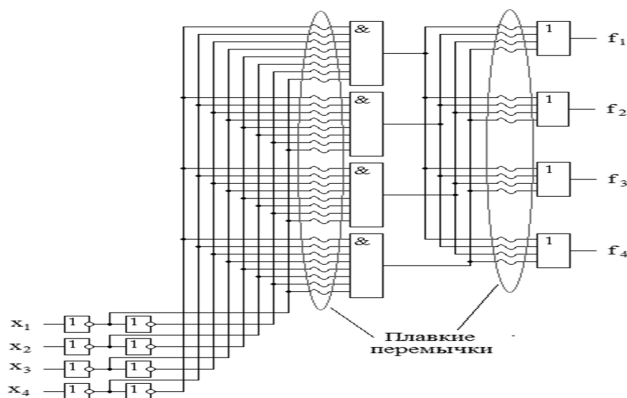 & 1 f1
& 1 f2
& 1 f3
& 1 f4
Плавкие
перемычки
x1 1 1
x2 1 1
x3 1 1
x4 1 1